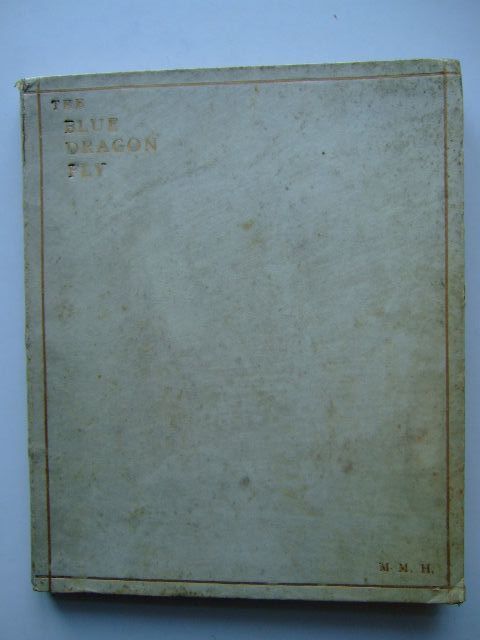 THE
BLUE
DRAGON
FLY
M. M. H.